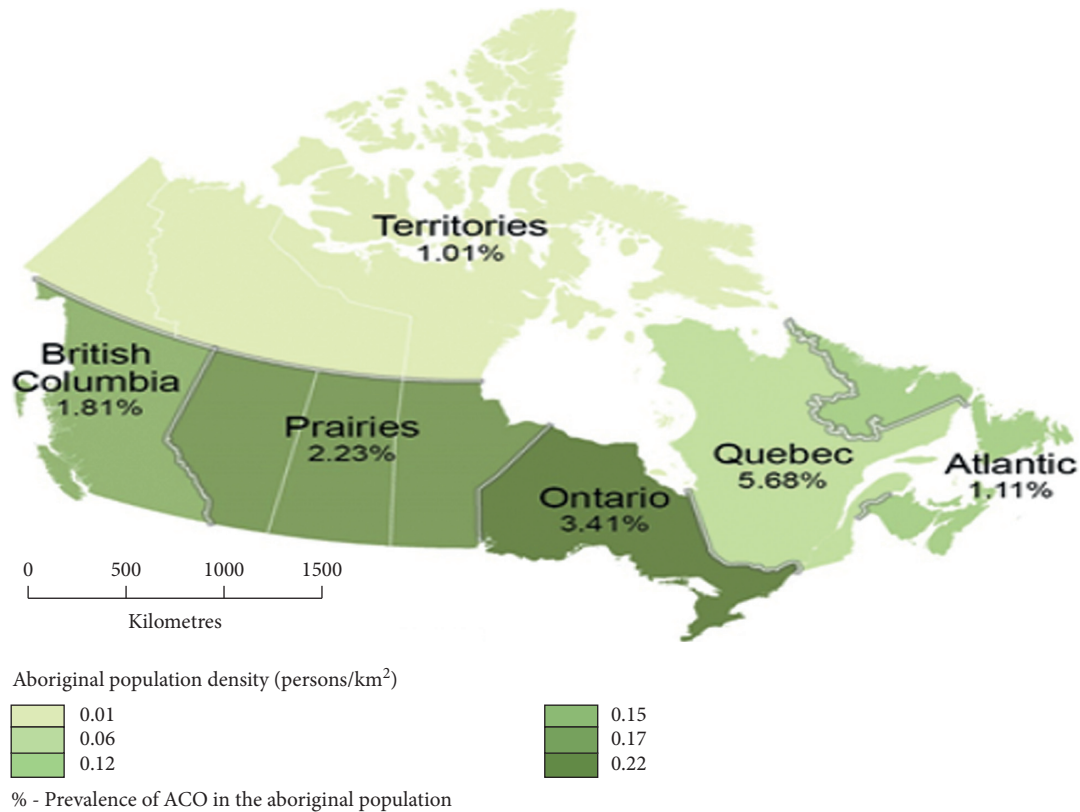 Territories
1.01%
British
Columbia
1.81%
Prairies
2.23%
Ontario
3.41%
Quebec
5.68%
Atlantic
1.11%
0 500 1000 1500
Kilometres
Aboriginal population density (persons/km²)
0.01
0.06
0.12
0.15
0.17
0.22
% - Prevalence of ACO in the aboriginal population